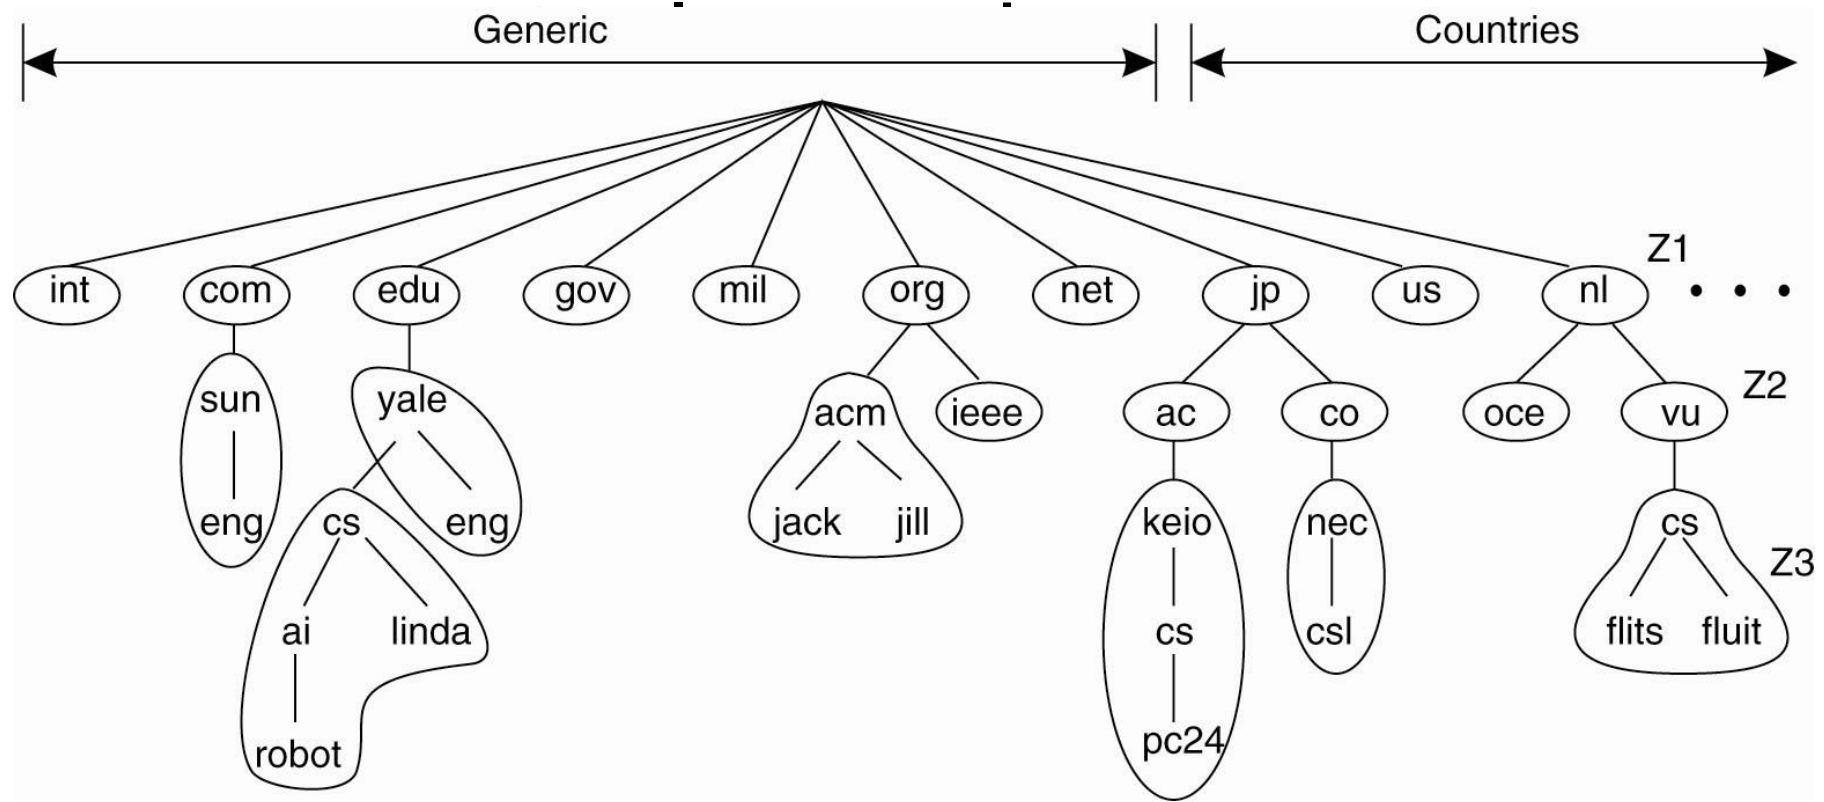 Generic Countries
Z1
int com edu gov mil org net jp us nl • • •
Z2
sun yale acm ieee ac co oce vu
eng cs eng jack jill keio nec cs
Z3
ai linda cs csl flits fluit
robot pc24